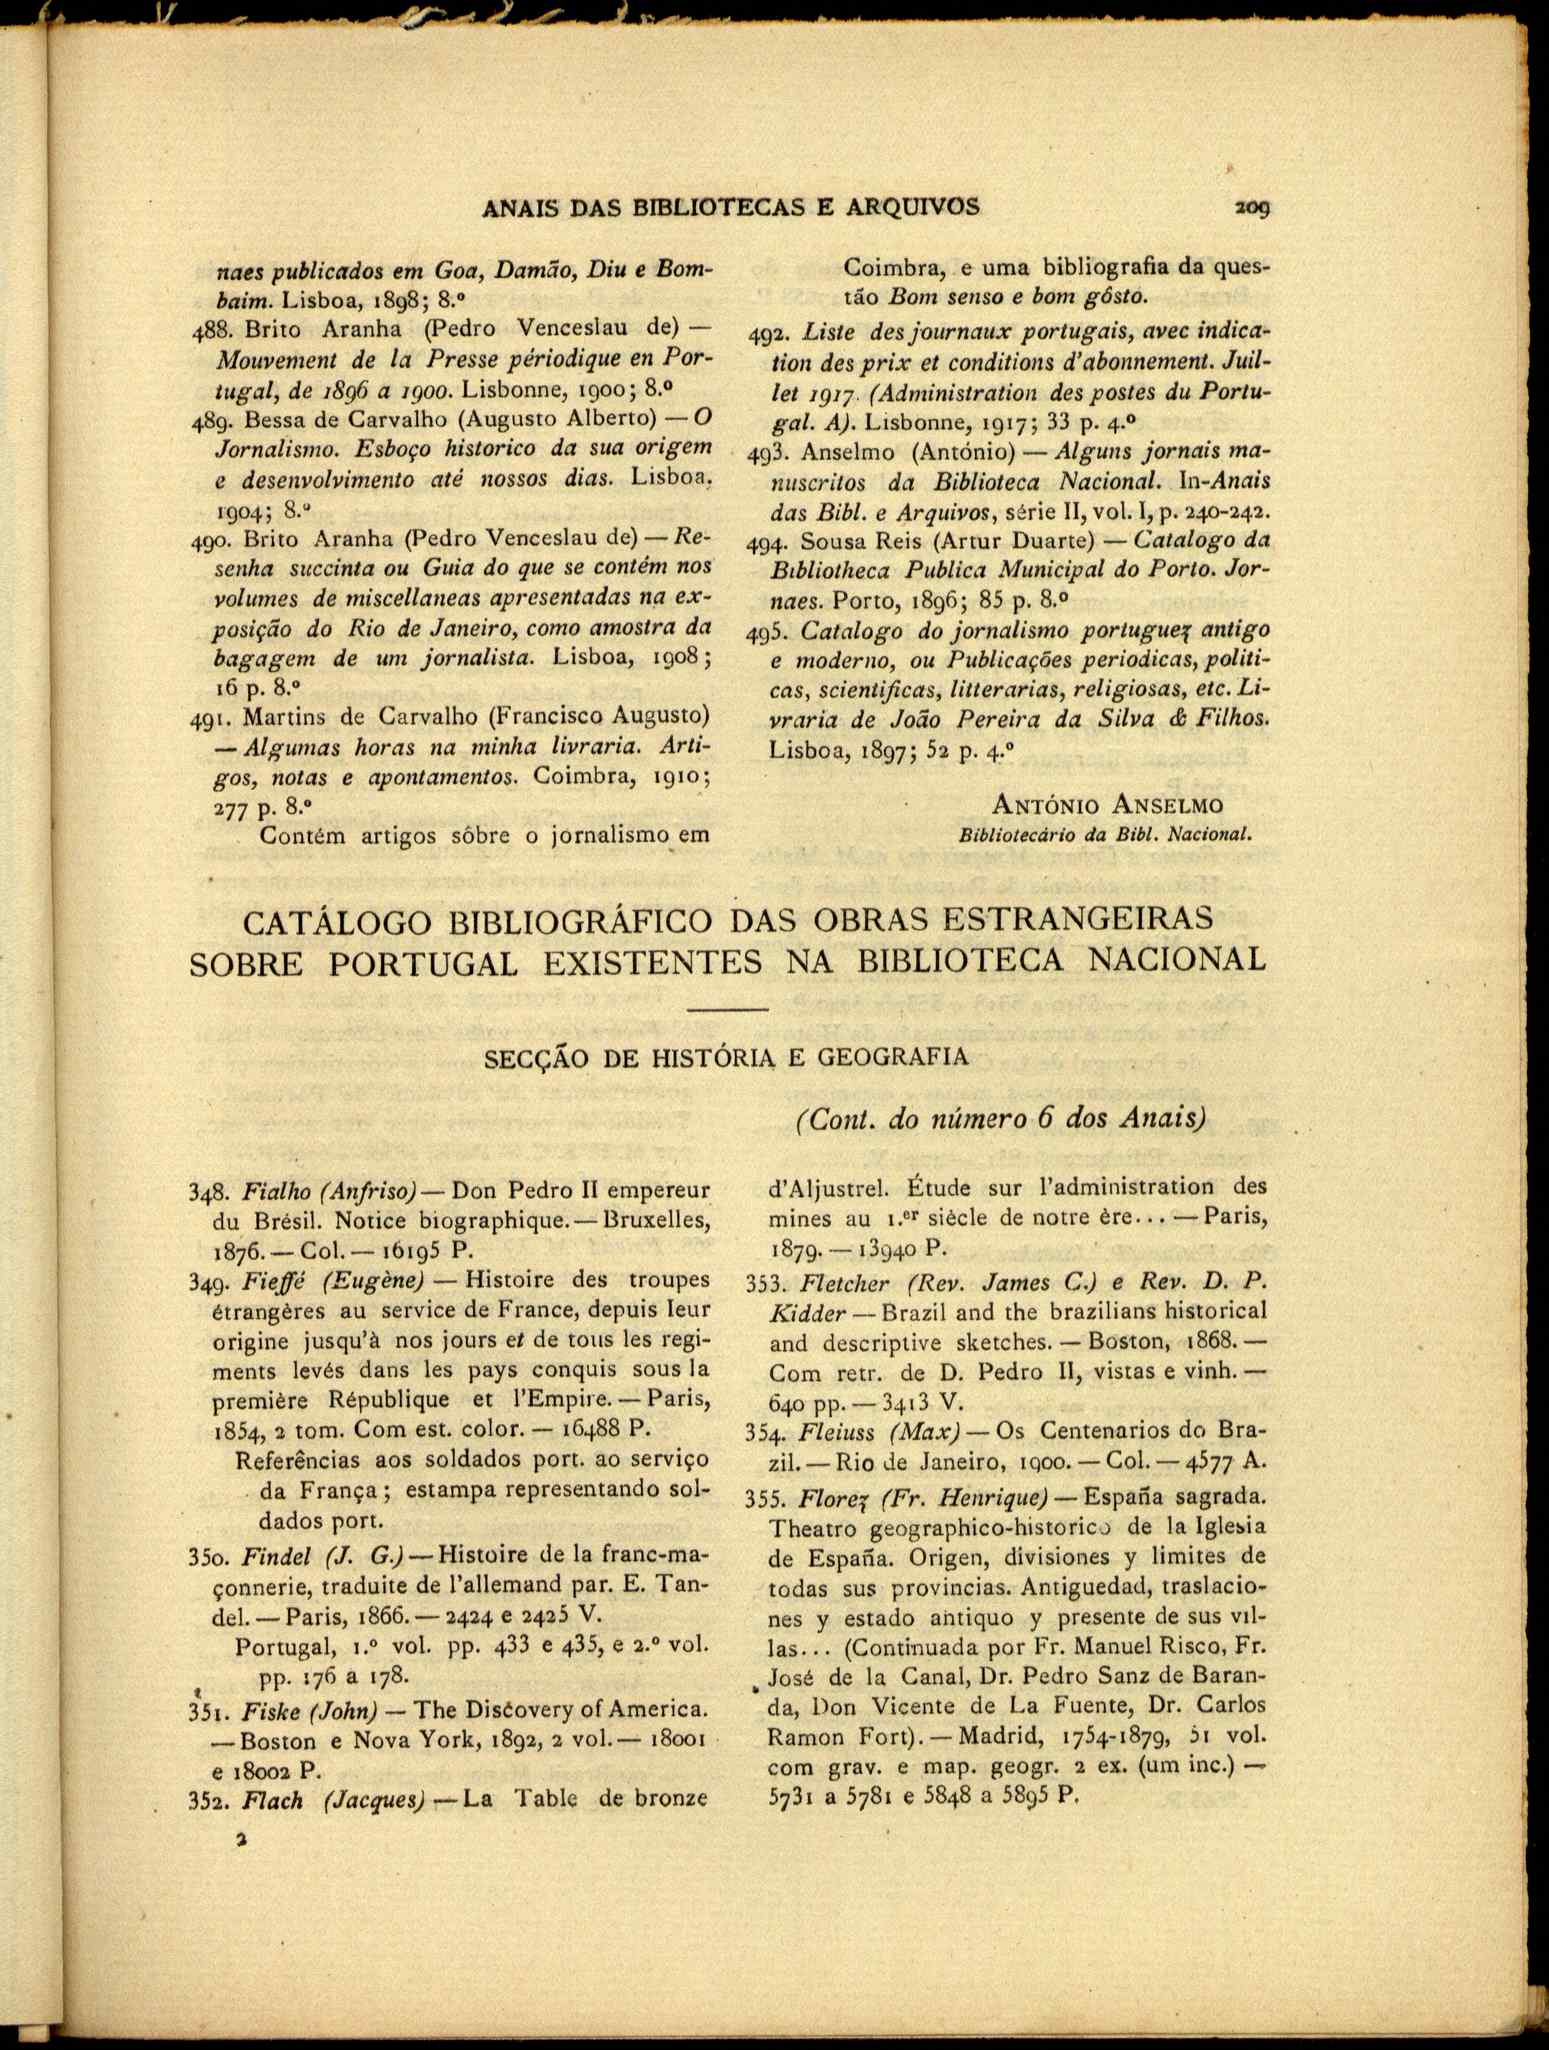 ANAIS DAS BIBLIOTECAS E ARQUIVOS 209
naes publicados em Goa, Damão, Diu e Bom-
baim. Lisboa, 1898; 8.º
488. Brito Aranha (Pedro Venceslau de) —
Mouvement de la Presse périodique en Por-
tugal, de 1896 a 1900. Lisbonne, 1900; 8.º
489. Bessa de Carvalho (Augusto Alberto) — O
Jornalismo. Esboço historico da sua origem
e desenvolvimento até nossos dias. Lisboa,
1904; 8.º
490. Brito Aranha (Pedro Venceslau de) — Re-
senha succinta ou Guia do que se contém nos
volumes de miscellaneas apresentadas na ex-
posição do Rio de Janeiro, como amostra da
bagagem de um jornalista. Lisboa, 1908;
16 p. 8.º
491. Martins de Carvalho (Francisco Augusto)
— Algumas horas na minha livraria. Arti-
gos, notas e apontamentos. Coimbra, 1910;
277 p. 8.º
Contém artigos sôbre o jornalismo em
Coimbra, e uma bibliografia da ques-
tão Bom senso e bom gôsto.
492. Liste des journaux portugais, avec indica-
tion des prix et conditions d'abonnement. Juil-
let 1917. (Administration des postes du Portu-
gal. A). Lisbonne, 1917; 33 p. 4.º
493. Anselmo (António) — Alguns jornais ma-
nuscritos da Biblioteca Nacional. In-Anais
das Bibl. e Arquivos, série II, vol. I, p. 240-242.
494. Sousa Reis (Artur Duarte) — Catalogo da
Bibliotheca Publica Municipal do Porto. Jor-
naes. Porto, 1896; 85 p. 8.º
495. Catalogo do jornalismo portuguez antigo
e moderno, ou Publicações periodicas, politi-
cas, scientificas, litterarias, religiosas, etc. Li-
vraria de João Pereira da Silva & Filhos.
Lisboa, 1897; 52 p. 4.º
ANTÓNIO ANSELMO
Bibliotecário da Bibl. Nacional.
CATÁLOGO BIBLIOGRÁFICO DAS OBRAS ESTRANGEIRAS
SOBRE PORTUGAL EXISTENTES NA BIBLIOTECA NACIONAL
SECÇÃO DE HISTÓRIA E GEOGRAFIA
(Cont. do número 6 dos Anais)
348. Fialho (Anfriso) — Don Pedro II empereur
du Brésil. Notice biographique. — Bruxelles,
1876. — Col. — 16195 P.
349. Fieffé (Eugène) — Histoire des troupes
étrangères au service de France, depuis leur
origine jusqu'à nos jours et de tous les regi-
ments levés dans les pays conquis sous la
première République et l'Empire. — Paris,
1854, 2 tom. Com est. color. — 16488 P.
Referências aos soldados port. ao serviço
da França; estampa representando sol-
dados port.
350. Findel (J. G.) — Histoire de la franc-ma-
çonnerie, traduite de l'allemand par. E. Tan-
del. — Paris, 1866. — 2424 e 2425 V.
Portugal, 1.º vol. pp. 433 e 435, e 2.º vol.
pp. 176 a 178.
351. Fiske (John) — The Discovery of America.
— Boston e Nova York, 1892, 2 vol. — 18001
e 18002 P.
352. Flach (Jacques) — La Table de bronze
2
d'Aljustrel. Étude sur l'administration des
mines au 1.er siècle de notre ère... — Paris,
1879. — 13940 P.
353. Fletcher (Rev. James C.) e Rev. D. P.
Kidder — Brazil and the brazilians historical
and descriptive sketches. — Boston, 1868. —
Com retr. de D. Pedro II, vistas e vinh. —
640 pp. — 3413 V.
354. Fleiuss (Max) — Os Centenarios do Bra-
zil. — Rio de Janeiro, 1900. — Col. — 4577 A.
355. Florez (Fr. Henrique) — España sagrada.
Theatro geographico-historico de la Iglesia
de España. Origen, divisiones y limites de
todas sus provincias. Antiguedad, traslacio-
nes y estado antiquo y presente de sus vil-
las... (Continuada por Fr. Manuel Risco, Fr.
José de la Canal, Dr. Pedro Sanz de Baran-
da, Don Vicente de La Fuente, Dr. Carlos
Ramon Fort). — Madrid, 1754-1879, 51 vol.
com grav. e map. geogr. 2 ex. (um inc.) —
5731 a 5781 e 5848 a 5895 P.